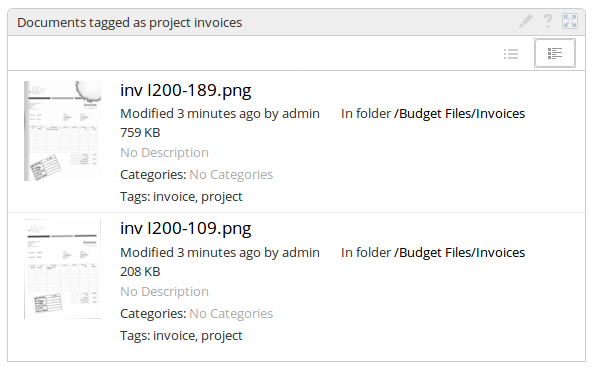 Documents tagged as project invoices
?
inv I200-189.png
Modified 3 minutes ago by admin In folder /Budget Files/Invoices
759 KB
No Description
Categories: No Categories
Tags: invoice, project
inv I200-109.png
Modified 3 minutes ago by admin In folder /Budget Files/Invoices
208 KB
No Description
Categories: No Categories
Tags: invoice, project